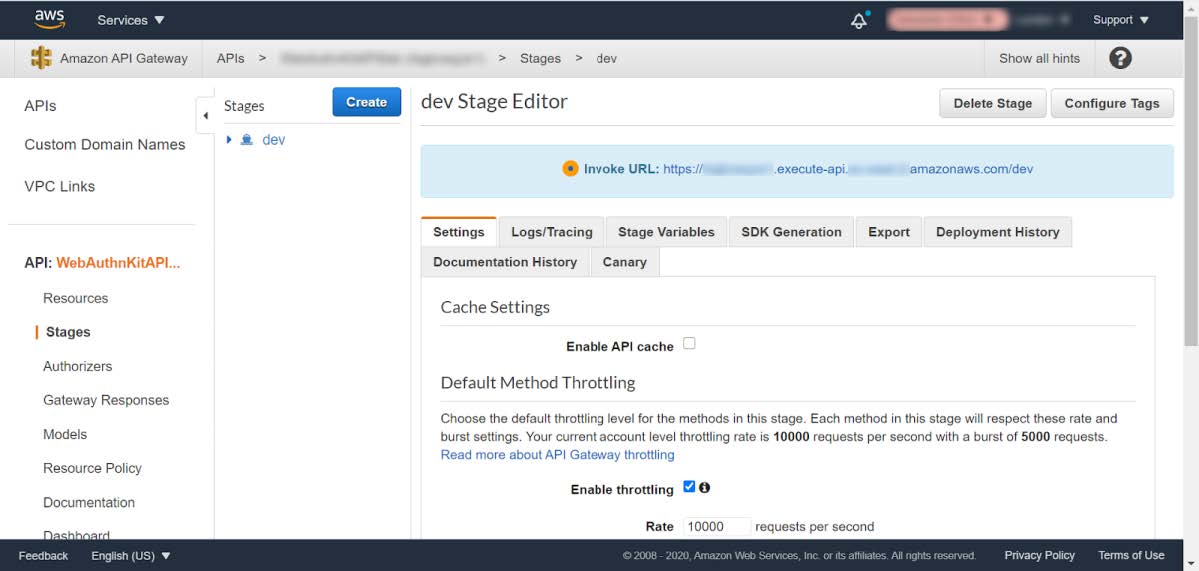 aws
Services
Support
Amazon API Gateway
APIs > > Stages > dev
Show all hints
?
APIs
Custom Domain Names
VPC Links
API: WebAuthnKitAPI...
Resources
Stages
Authorizers
Gateway Responses
Models
Resource Policy
Documentation
Dashboard
Stages
Create
dev
dev Stage Editor
Delete Stage
Configure Tags
Invoke URL: https:// .execute-api. amazonaws.com/dev
Settings Logs/Tracing Stage Variables SDK Generation Export Deployment History
Documentation History Canary
Cache Settings
Enable API cache
Default Method Throttling
Choose the default throttling level for the methods in this stage. Each method in this stage will respect these rate and
burst settings. Your current account level throttling rate is 10000 requests per second with a burst of 5000 requests.
Read more about API Gateway throttling
Enable throttling
Rate 10000 requests per second
Feedback English (US)
© 2008 - 2020, Amazon Web Services, Inc. or its affiliates. All rights reserved. Privacy Policy Terms of Use